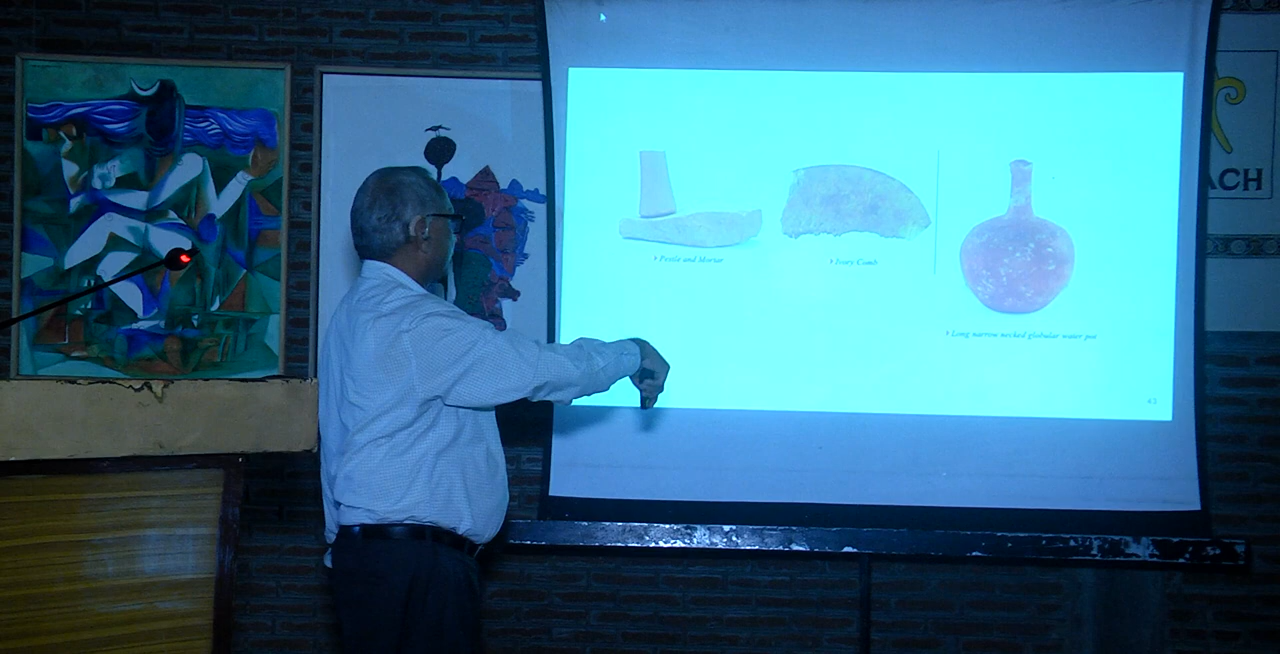 Pestle and Mortar
Ivory Comb
Long narrow necked globular water pot
ACH